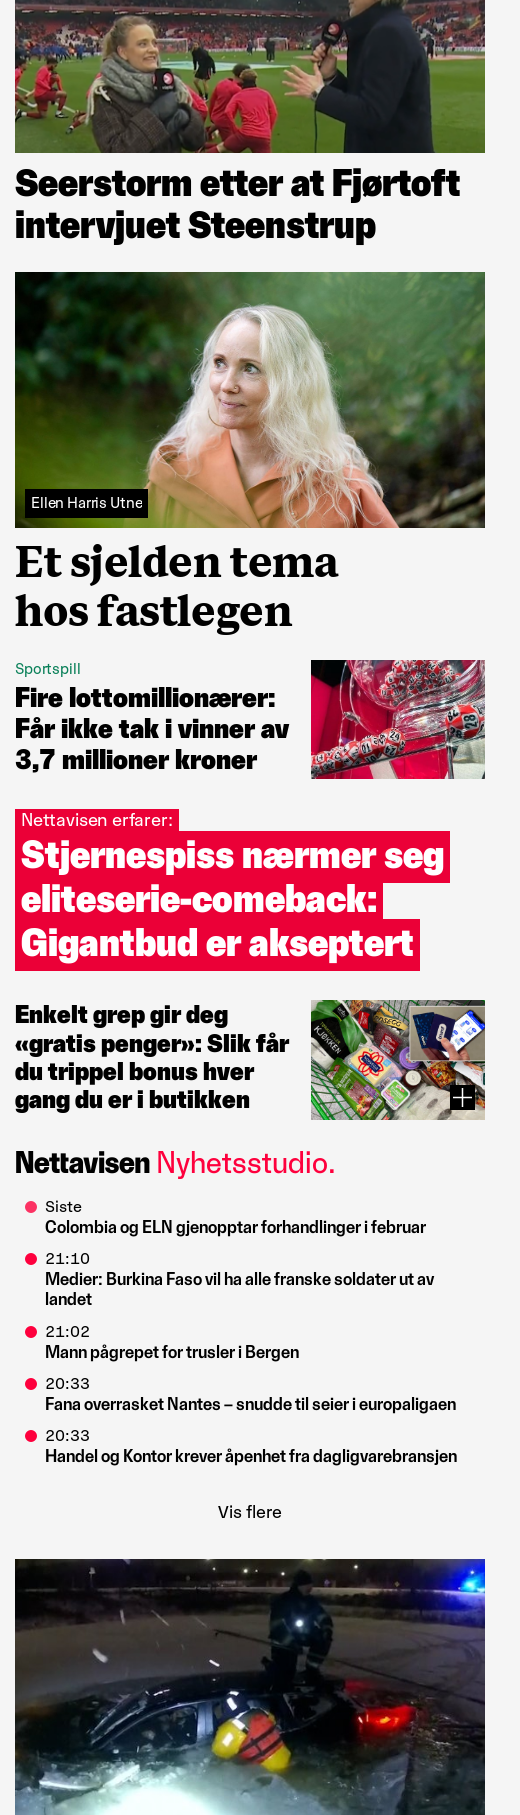 Seerstorm etter at Fjørtoft
intervjuet Steenstrup
Ellen Harris Utne
Et sjelden tema
hos fastlegen
Sportspill
Fire lottomillionærer:
Får ikke tak i vinner av
3,7 millioner kroner
24
28
Nettavisen erfarer:
Stjernespiss nærmer seg
eliteserie-comeback:
Gigantbud er akseptert
Enkelt grep gir deg
«gratis penger»: Slik får
du trippel bonus hver
gang du er i butikken
KJØKKEN
Nettavisen Nyhetsstudio.
Siste
Colombia og ELN gjenopptar forhandlinger i februar
21:10
Medier: Burkina Faso vil ha alle franske soldater ut av
landet
21:02
Mann pågrepet for trusler i Bergen
20:33
Fana overrasket Nantes – snudde til seier i europaligaen
20:33
Handel og Kontor krever åpenhet fra dagligvarebransjen
Vis flere